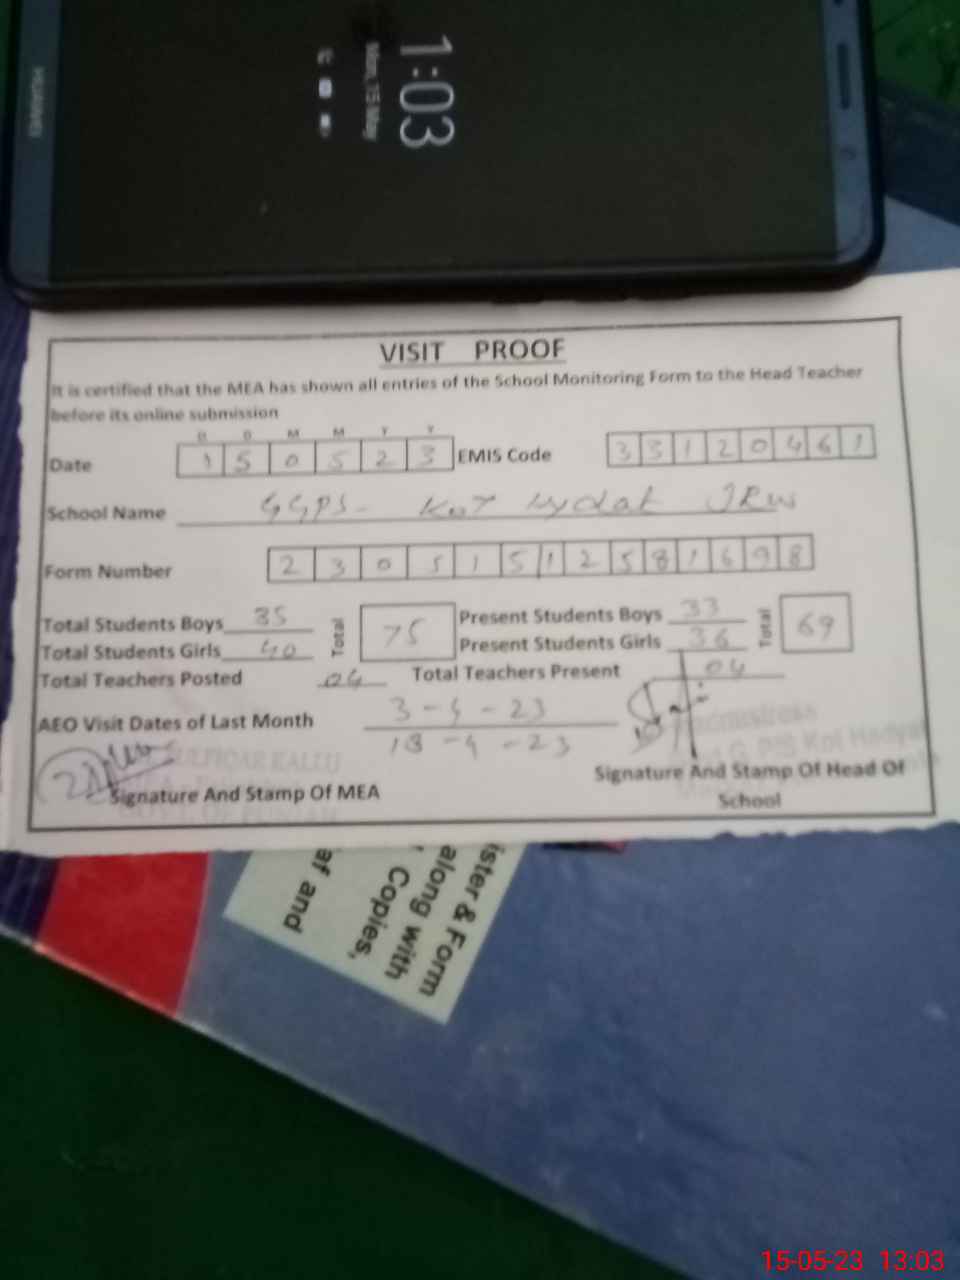 HUAWEI
1:03
Mon, 15 May
VISIT PROOF
It is certified that the MEA has shown all entries of the School Monitoring Form to the Head Teacher
before its online submission
D D M M Y Y
Date 1 5 0 5 2 3 EMIS Code 3 3 1 2 0 4 6 1
School Name GGPS- Kot
Form Number 2 3 0 5 1 5 1 2 5 8 1 6 9 8
Total Students Boys 35 Total 75 Present Students Boys 33 Total 69
Total Students Girls 40 Present Students Girls 36
Total Teachers Posted 04 Total Teachers Present 04
AEO Visit Dates of Last Month 3-4-23
18-4-23
Signature And Stamp Of MEA
Signature And Stamp Of Head Of
School
ister & Form
along with
Copies,
af and
15-05-23 13:03